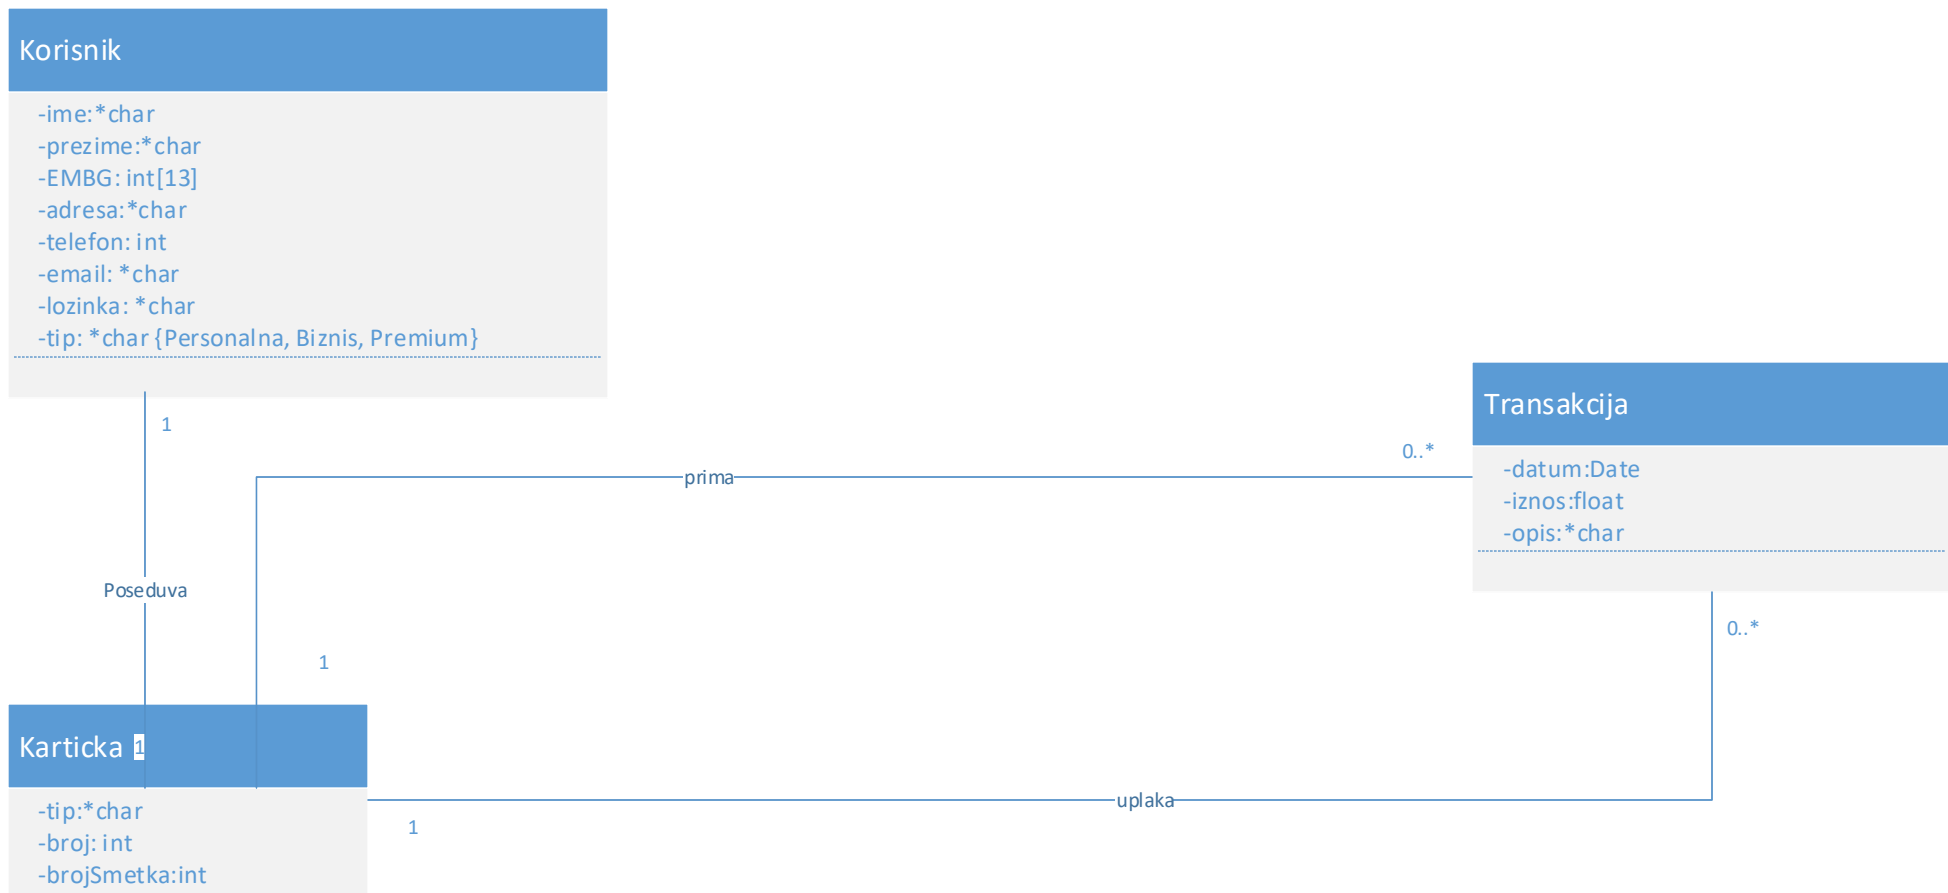 Korisnik
-ime:*char
-prezime:*char
-EMBG: int[13]
-adresa:*char
-telefon: int
-email: *char
-lozinka: *char
-tip: *char {Personalna, Biznis, Premium}
1
Transakcija
-datum:Date
-iznos:float
-opis:*char
0..*
prima
Poseduva
0..*
1
Karticka 1
-tip:*char
-broj: int
-brojSmetka:int
uplaka
1